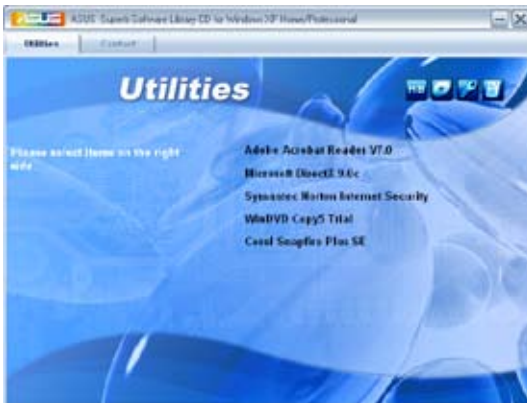 ASUS Superb Software Library CD for Windows XP Home/Professional
Utilities
Contact
Utilities
Please select items on the right
side
Adobe Acrobat Reader V7.0
Microsoft DirectX 9.0c
Symantec Norton Internet Security
WinDVD Copy5 Trial
Corel Snapfire Plus SE